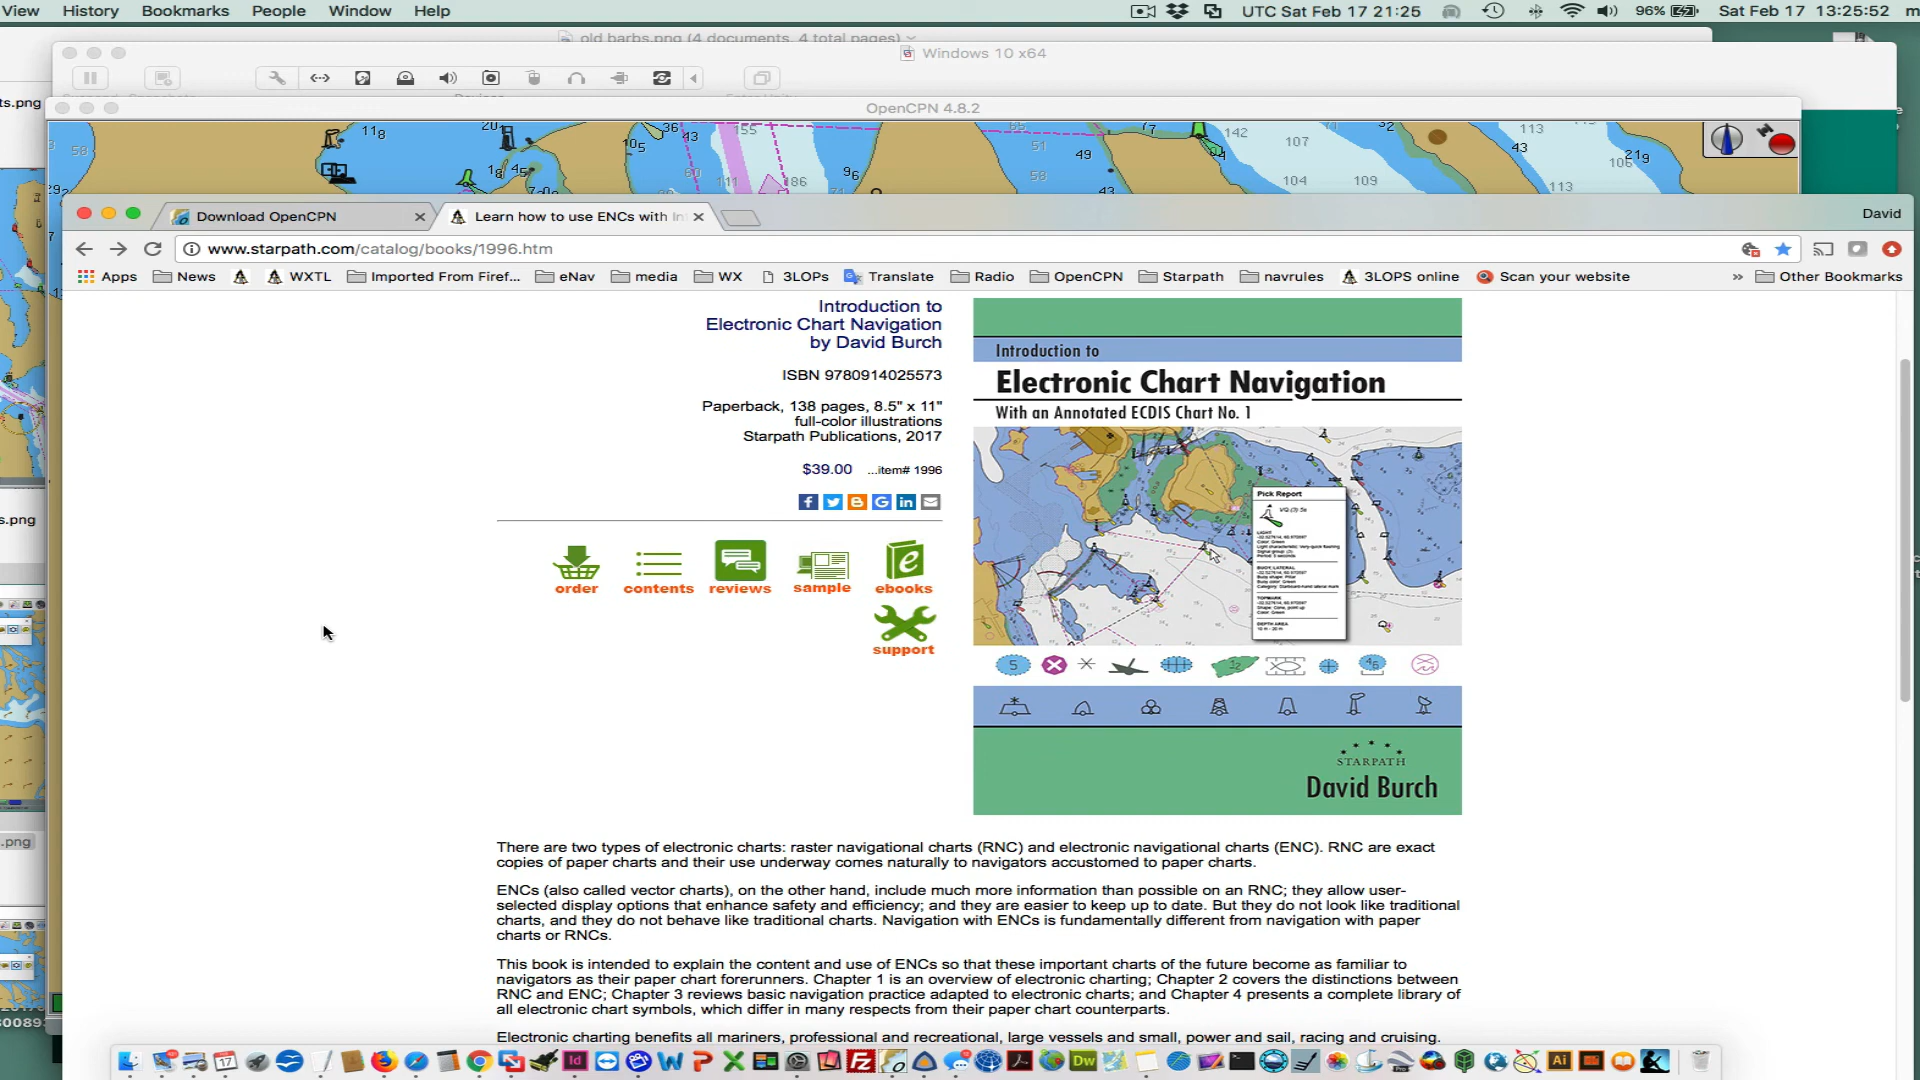 View History Bookmarks People Window Help
UTC Sat Feb 17 21:25 96% Sat Feb 17 13:25:52
old barbs.png (4 documents, 4 total pages)
Windows 10 x64
OpenCPN 4.8.2
Download OpenCPN
Learn how to use ENCs with
David
www.starpath.com/catalog/books/1996.htm
Apps News WXTL Imported From Firef... eNav media WX 3LOPs Translate Radio OpenCPN Starpath navrules 3LOPS online Scan your website » Other Bookmarks
Introduction to
Electronic Chart Navigation
by David Burch
ISBN 9780914025573
Paperback, 138 pages, 8.5" x 11"
full-color illustrations
Starpath Publications, 2017
$39.00 ...item# 1996
order contents reviews sample ebooks
support
Introduction to
Electronic Chart Navigation
With an Annotated ECDIS Chart No. 1
Pick Report
STARPATH
David Burch
There are two types of electronic charts: raster navigational charts (RNC) and electronic navigational charts (ENC). RNC are exact
copies of paper charts and their use underway comes naturally to navigators accustomed to paper charts.
ENCs (also called vector charts), on the other hand, include much more information than possible on an RNC; they allow user-
selected display options that enhance safety and efficiency; and they are easier to keep up to date. But they do not look like traditional
charts, and they do not behave like traditional charts. Navigation with ENCs is fundamentally different from navigation with paper
charts or RNCs.
This book is intended to explain the content and use of ENCs so that these important charts of the future become as familiar to
navigators as their paper chart forerunners. Chapter 1 is an overview of electronic charting; Chapter 2 covers the distinctions between
RNC and ENC; Chapter 3 reviews basic navigation practice adapted to electronic charts; and Chapter 4 presents a complete library of
all electronic chart symbols, which differ in many respects from their paper chart counterparts.
Electronic charting benefits all mariners, professional and recreational, large vessels and small, power and sail, racing and cruising.